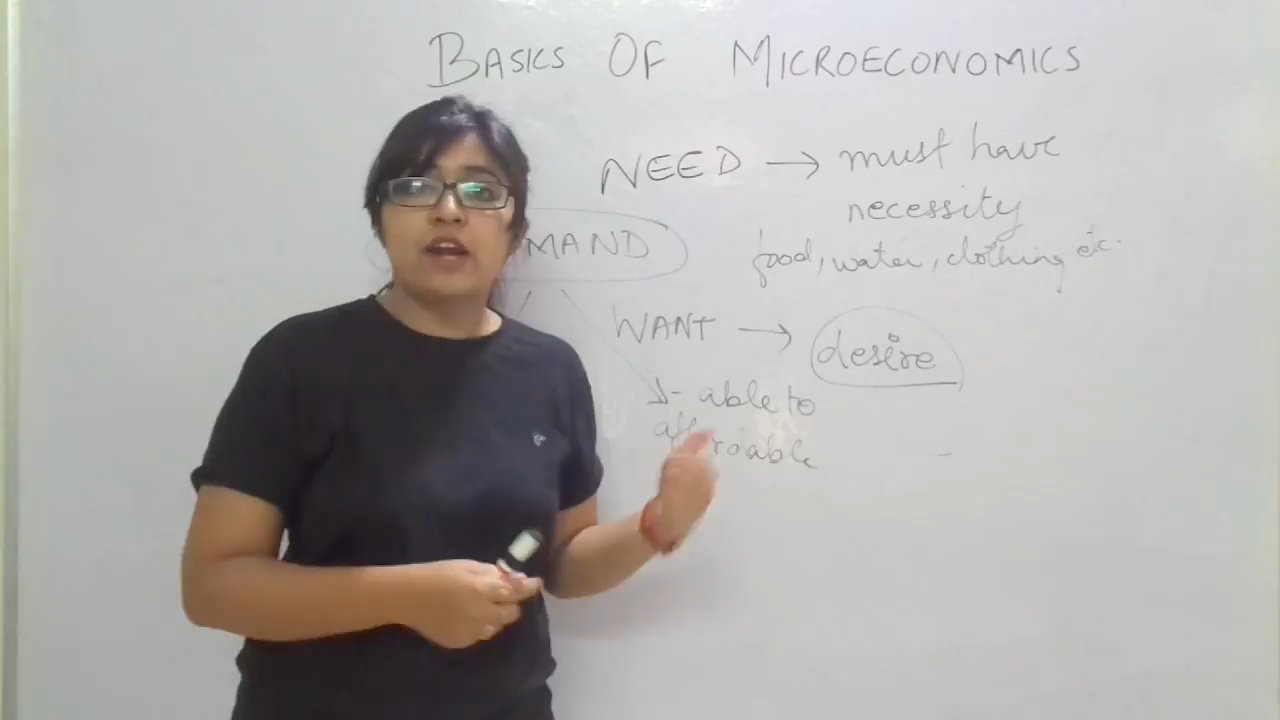 BASICS OF MICROECONOMICS
NEED → must have
necessity
food, water, clothing etc.
MAND
WANT → desire
- able to